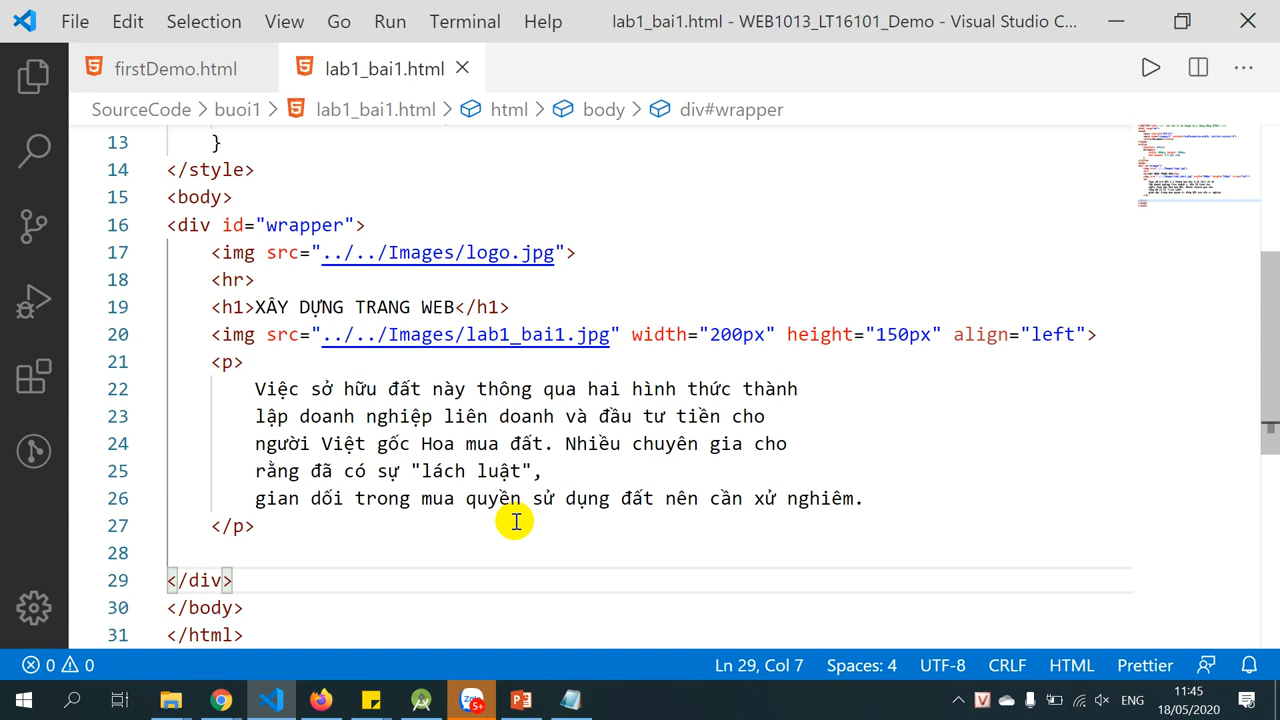 File Edit Selection View Go Run Terminal Help lab1_bai1.html - WEB1013_LT16101_Demo - Visual Studio C...
firstDemo.html lab1_bai1.html
SourceCode > buoi1 > lab1_bai1.html > html > body > div#wrapper
13 }
14 </style>
15 <body>
16 <div id="wrapper">
17 <img src="../../Images/logo.jpg">
18 <hr>
19 <h1>XÂY DỰNG TRANG WEB</h1>
20 <img src="../../Images/lab1_bai1.jpg" width="200px" height="150px" align="left">
21 <p>
22 Việc sở hữu đất này thông qua hai hình thức thành
23 lập doanh nghiệp liên doanh và đầu tư tiền cho
24 người Việt gốc Hoa mua đất. Nhiều chuyên gia cho
25 rằng đã có sự "lách luật",
26 gian dối trong mua quyền sử dụng đất nên cần xử nghiêm.
27 </p>
28
29 </div>
30 </body>
31 </html>
0 0 Ln 29, Col 7 Spaces: 4 UTF-8 CRLF HTML Prettier
5+ ENG 11:45
18/05/2020